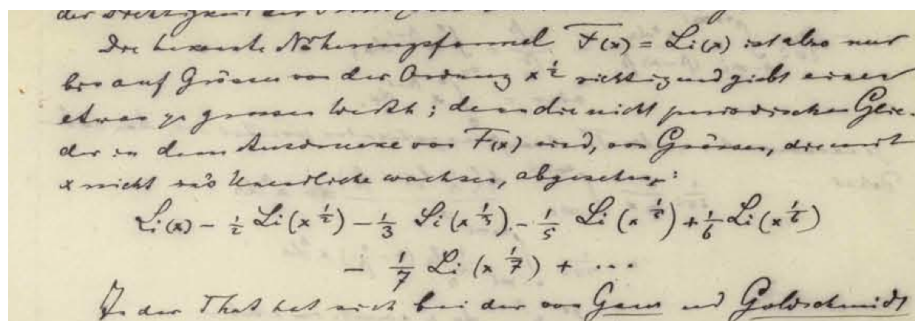 der Dichtigkeit der
Die bekannte Näherungsformel F(x) = Li(x) ist also nur
bis auf Grössen von der Ordnung x^½ richtig und giebt einen
etwas zu grossen Werth; denn die nicht periodischen Glie-
der in dem Ausdrucke von F(x) sind, von Grössen, die mit
x nicht in's Unendliche wachsen, abgesehen:
Li(x) − ½ Li(x^½) − ⅓ Li(x^⅓) − ⅕ Li(x^⅕) + ⅙ Li(x^⅙)
− 1/7 Li(x^1/7) + ···
In der That hat sich bei der von Gauss und Goldschmidt